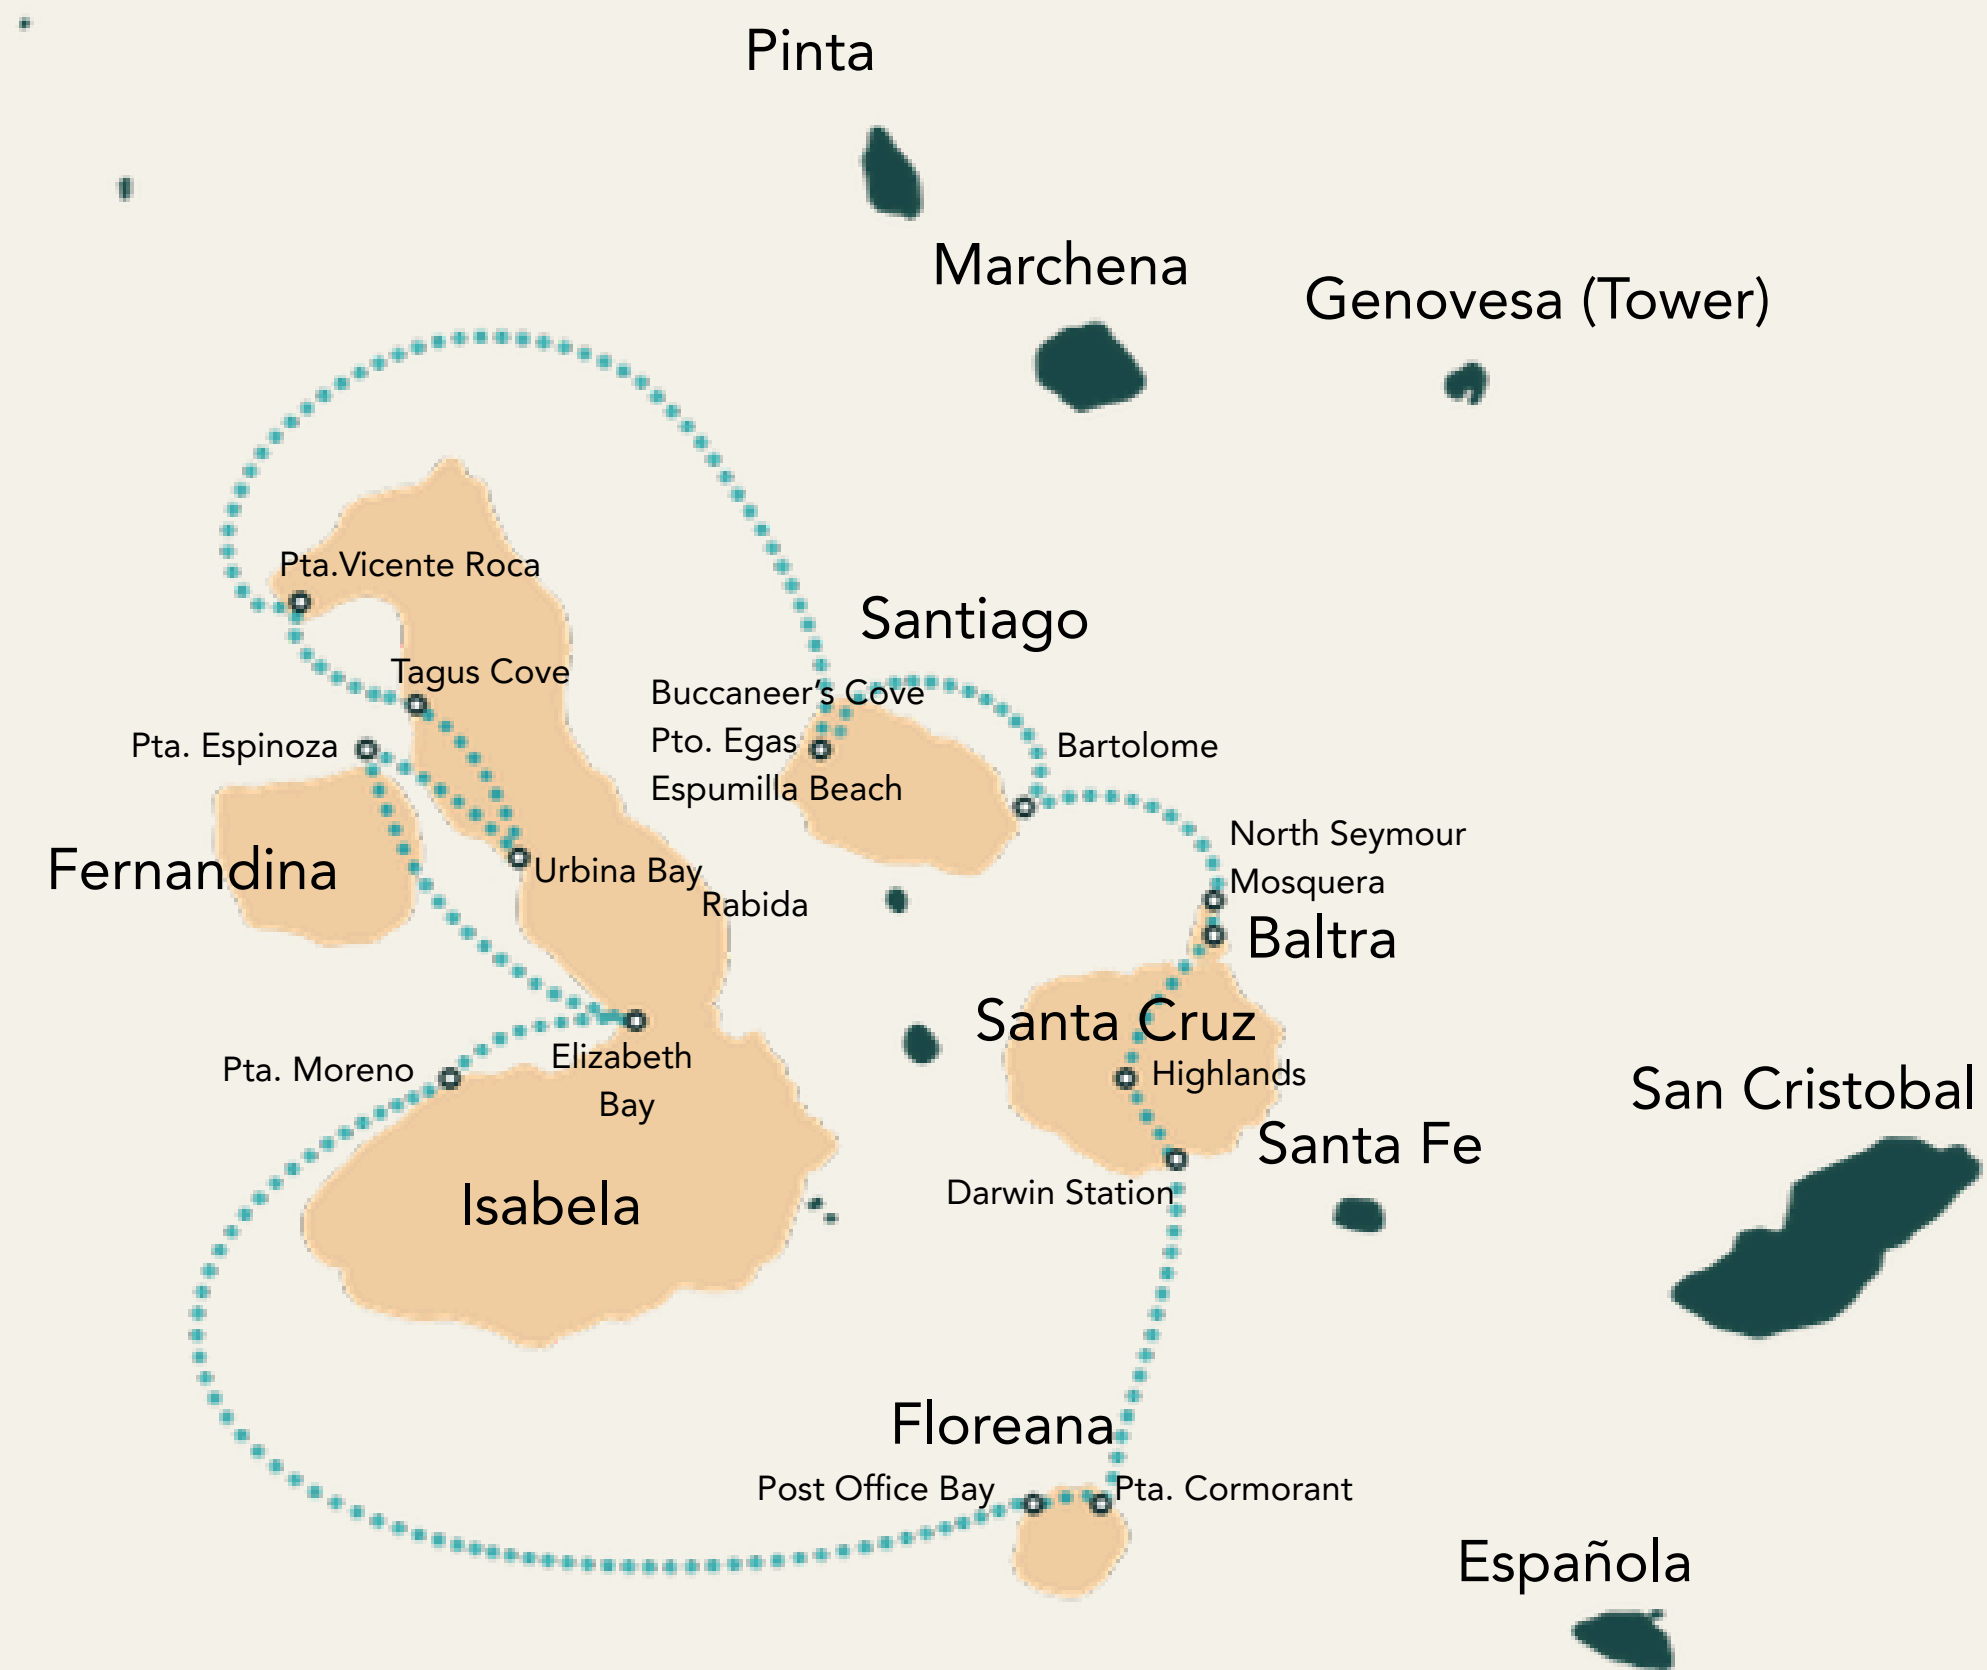 Pinta
Marchena
Genovesa (Tower)
Pta.Vicente Roca
Santiago
Tagus Cove
Buccaneer's Cove
Pta. Espinoza
Pto. Egas
Bartolome
Espumilla Beach
North Seymour
Fernandina
Urbina Bay
Mosquera
Rabida
Baltra
Santa Cruz
Pta. Moreno
Elizabeth
Bay
Highlands
San Cristobal
Santa Fe
Isabela
Darwin Station
Floreana
Post Office Bay
Pta. Cormorant
Española